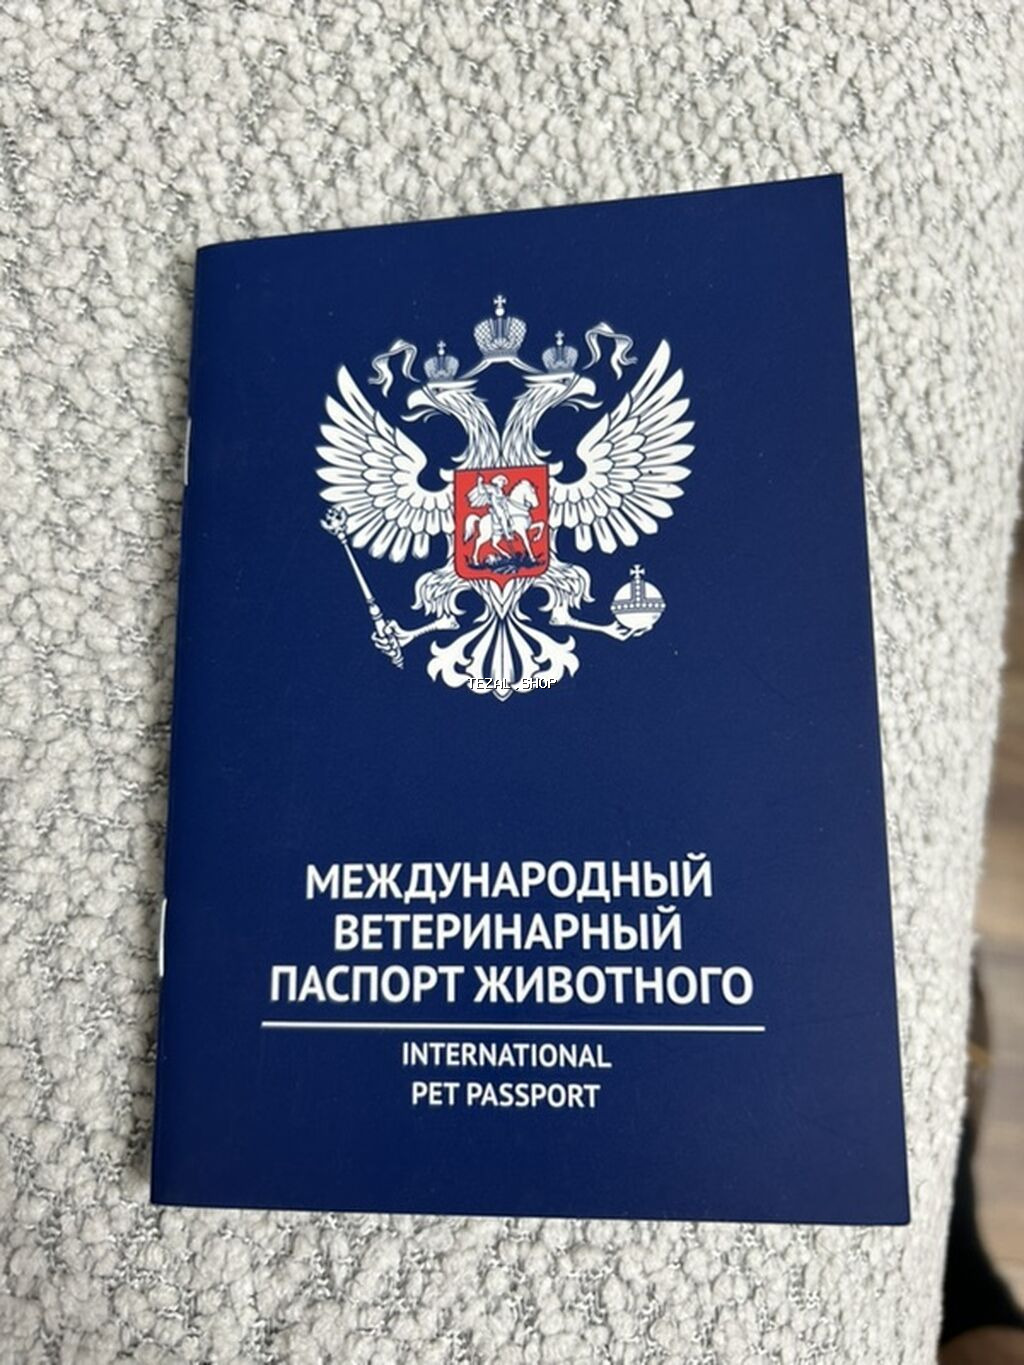 TEZAL_SHOP
МЕЖДУНАРОДНЫЙ
ВЕТЕРИНАРНЫЙ
ПАСПОРТ ЖИВОТНОГО
INTERNATIONAL
PET PASSPORT